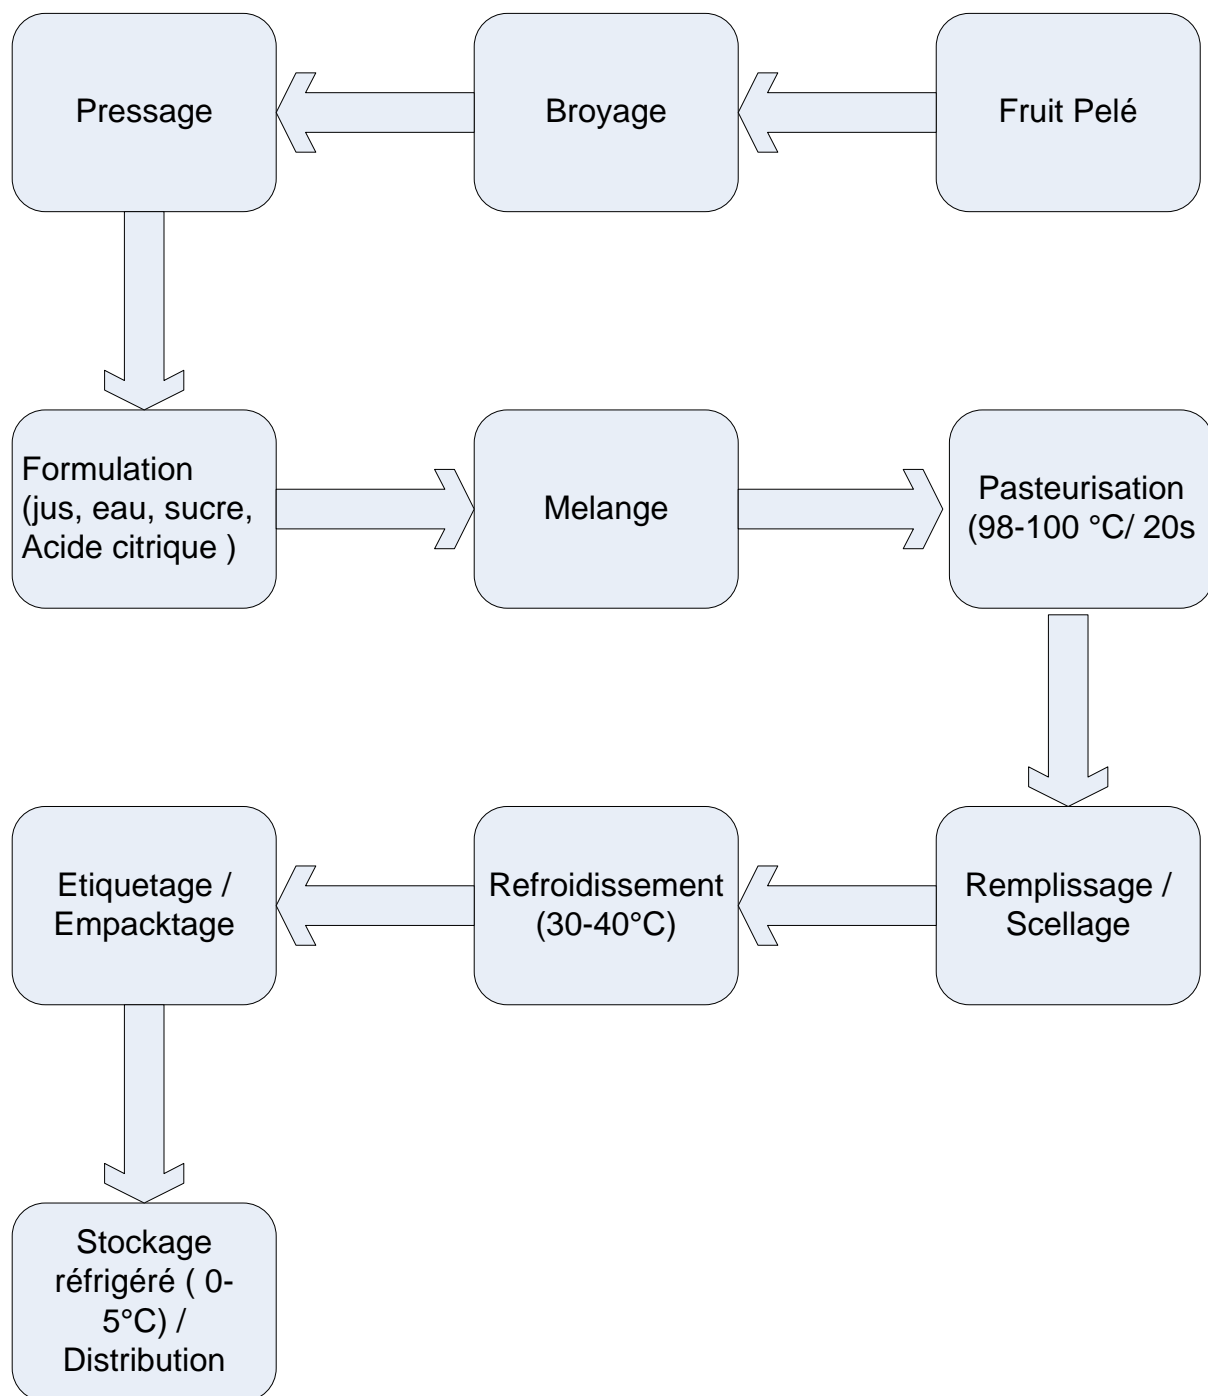 Pressage
Broyage
Fruit Pelé
Formulation
(jus, eau, sucre,
Acide citrique )
Melange
Pasteurisation
(98-100 °C/ 20s
Etiquetage /
Empacktage
Refroidissement
(30-40°C)
Remplissage /
Scellage
Stockage
réfrigéré ( 0-
5°C) /
Distribution